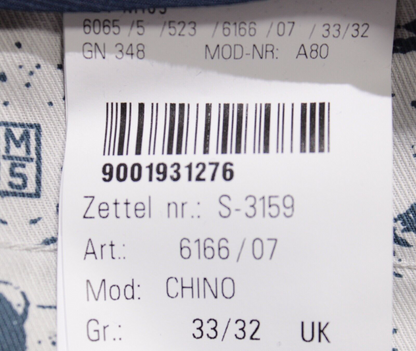 6065 /5 /523 /6166 /07 /33/32
GN 348 MOD-NR: A80
9001931276
Zettel nr.: S-3159
Art.: 6166/07
Mod: CHINO
Gr.: 33/32 UK
M
5